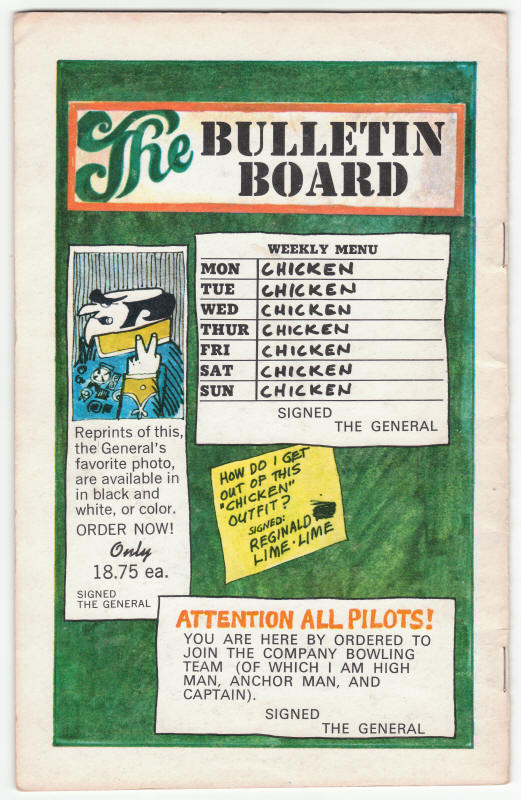 The BULLETIN
BOARD
WEEKLY MENU
MON CHICKEN
TUE CHICKEN
WED CHICKEN
THUR CHICKEN
FRI CHICKEN
SAT CHICKEN
SUN CHICKEN
SIGNED
THE GENERAL
Reprints of this,
the General's
favorite photo,
are available in
in black and
white, or color.
ORDER NOW!
Only
18.75 ea.
SIGNED
THE GENERAL
HOW DO I GET
OUT OF THIS
"CHICKEN"
OUTFIT?
SIGNED:
REGINALD
LIME·LIME
ATTENTION ALL PILOTS!
YOU ARE HERE BY ORDERED TO
JOIN THE COMPANY BOWLING
TEAM (OF WHICH I AM HIGH
MAN, ANCHOR MAN, AND
CAPTAIN).
SIGNED
THE GENERAL